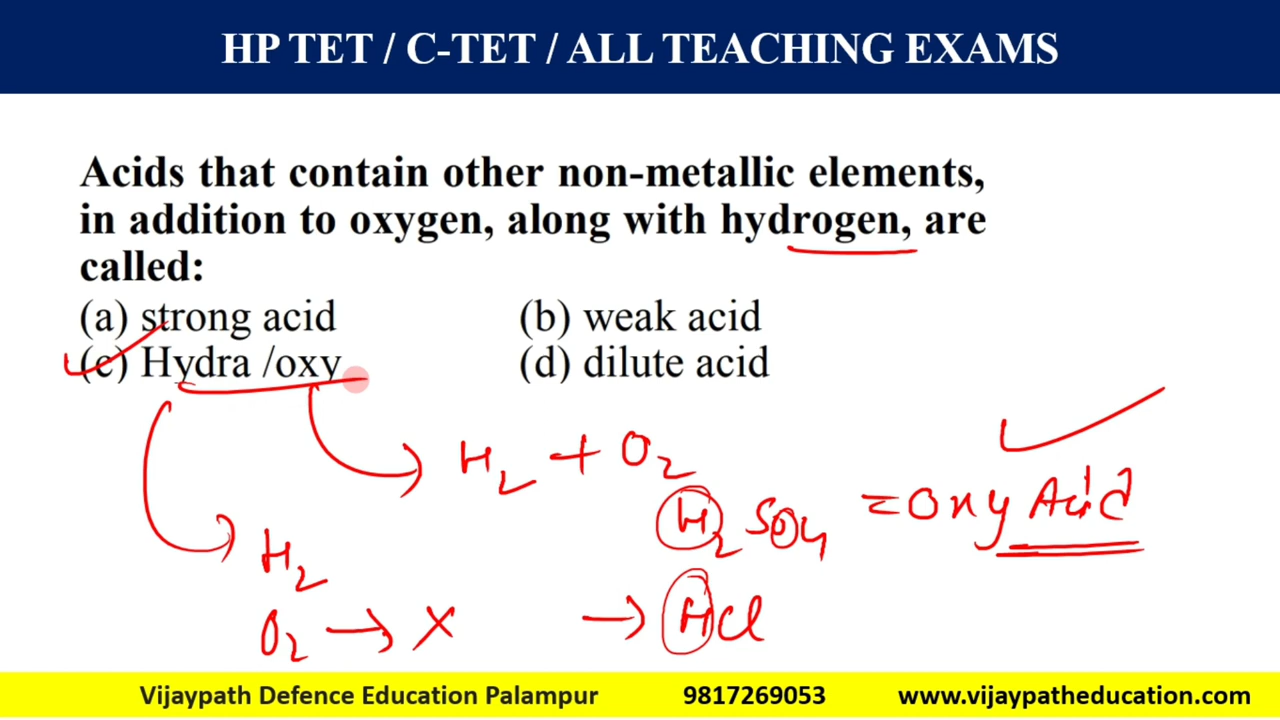 HP TET / C-TET / ALL TEACHING EXAMS
Acids that contain other non-metallic elements,
in addition to oxygen, along with hydrogen, are
called:
(a) strong acid (b) weak acid
(c) Hydra /oxy (d) dilute acid
H2 + O2
H2SO4 = Oxy Acid
H2
O2 → X → HCl
Vijaypath Defence Education Palampur 9817269053 www.vijaypatheducation.com